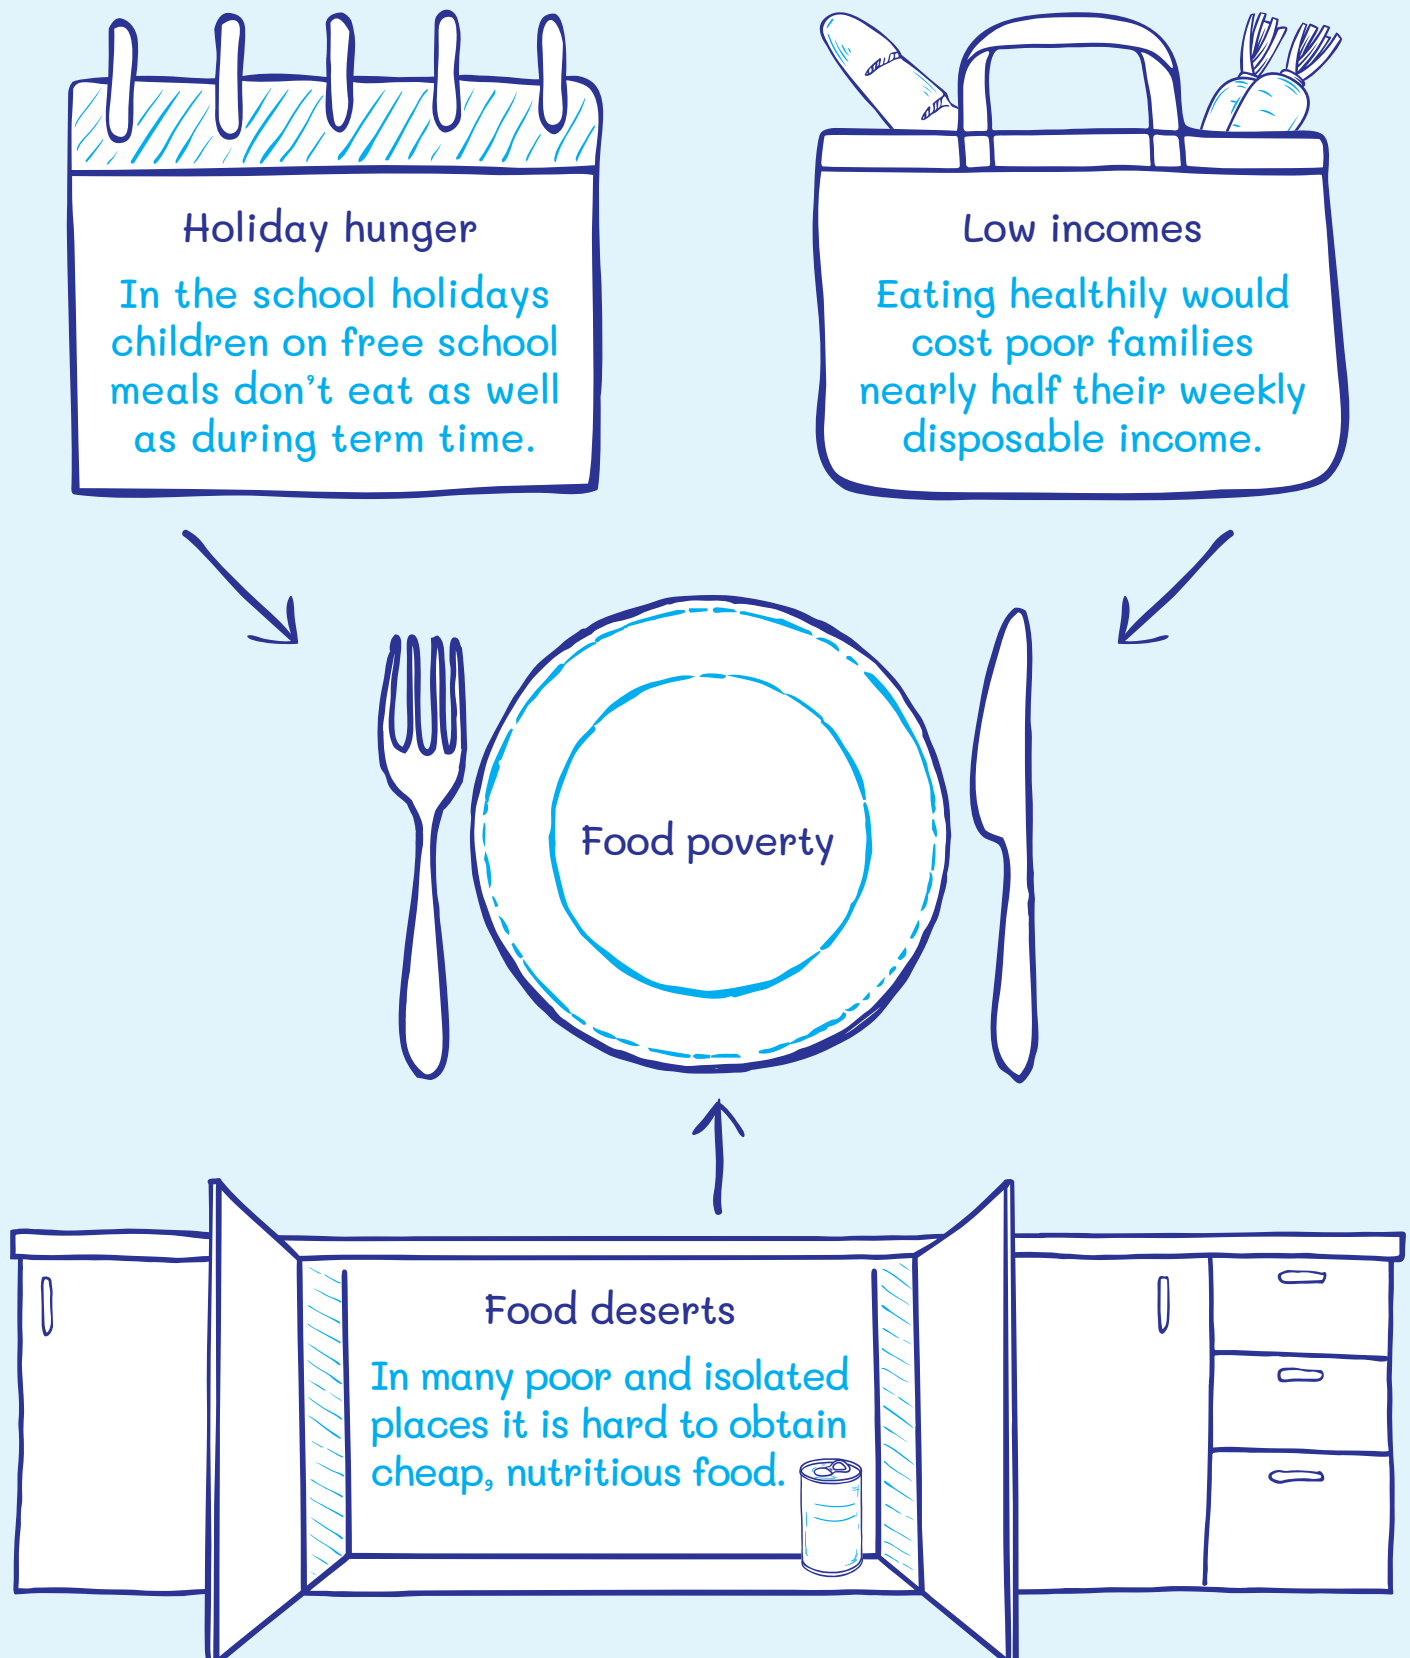 Holiday hunger
In the school holidays
children on free school
meals don't eat as well
as during term time.
Low incomes
Eating healthily would
cost poor families
nearly half their weekly
disposable income.
Food poverty
Food deserts
In many poor and isolated
places it is hard to obtain
cheap, nutritious food.